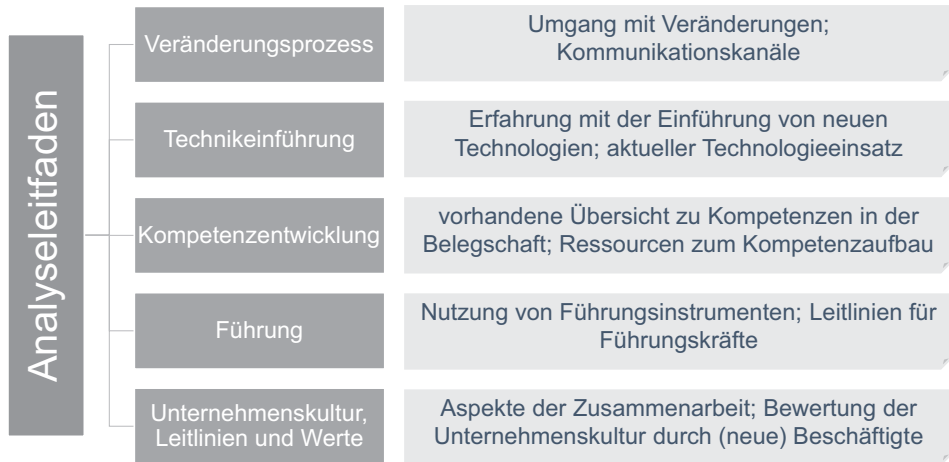 Analyseleitfaden
Veränderungsprozess
Umgang mit Veränderungen;
Kommunikationskanäle
Technikeinführung
Erfahrung mit der Einführung von neuen
Technologien; aktueller Technologieeinsatz
Kompetenzentwicklung
vorhandene Übersicht zu Kompetenzen in der
Belegschaft; Ressourcen zum Kompetenzaufbau
Führung
Nutzung von Führungsinstrumenten; Leitlinien für
Führungskräfte
Unternehmenskultur,
Leitlinien und Werte
Aspekte der Zusammenarbeit; Bewertung der
Unternehmenskultur durch (neue) Beschäftigte